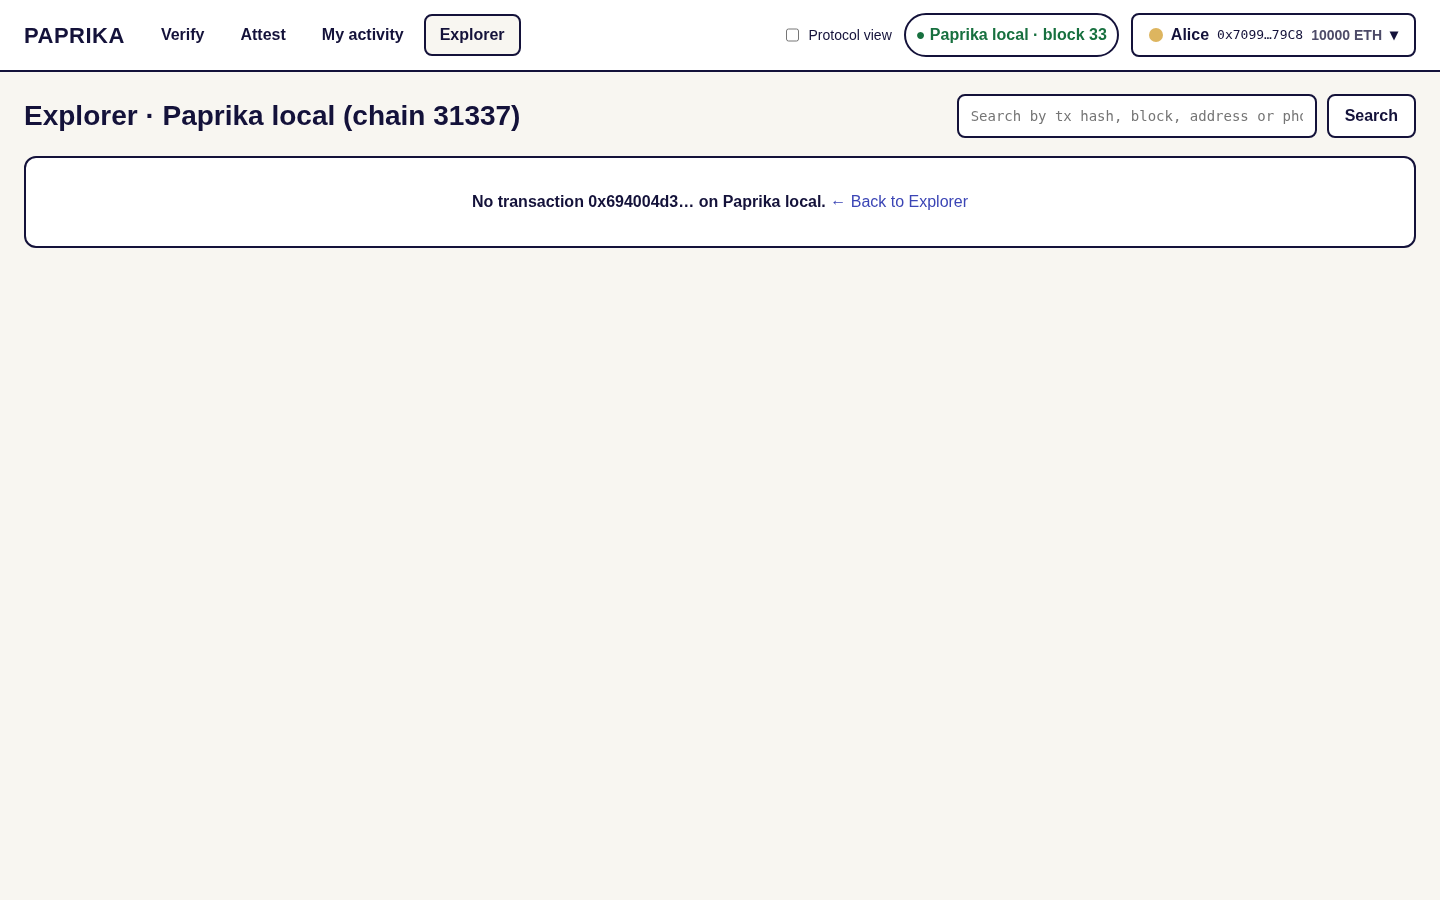 PAPRIKA Verify Attest My activity Explorer Protocol view ● Paprika local · block 33 Alice 0x7099…79C8 10000 ETH ▼
Explorer · Paprika local (chain 31337) Search by tx hash, block, address or pho Search
No transaction 0x694004d3… on Paprika local. ← Back to Explorer